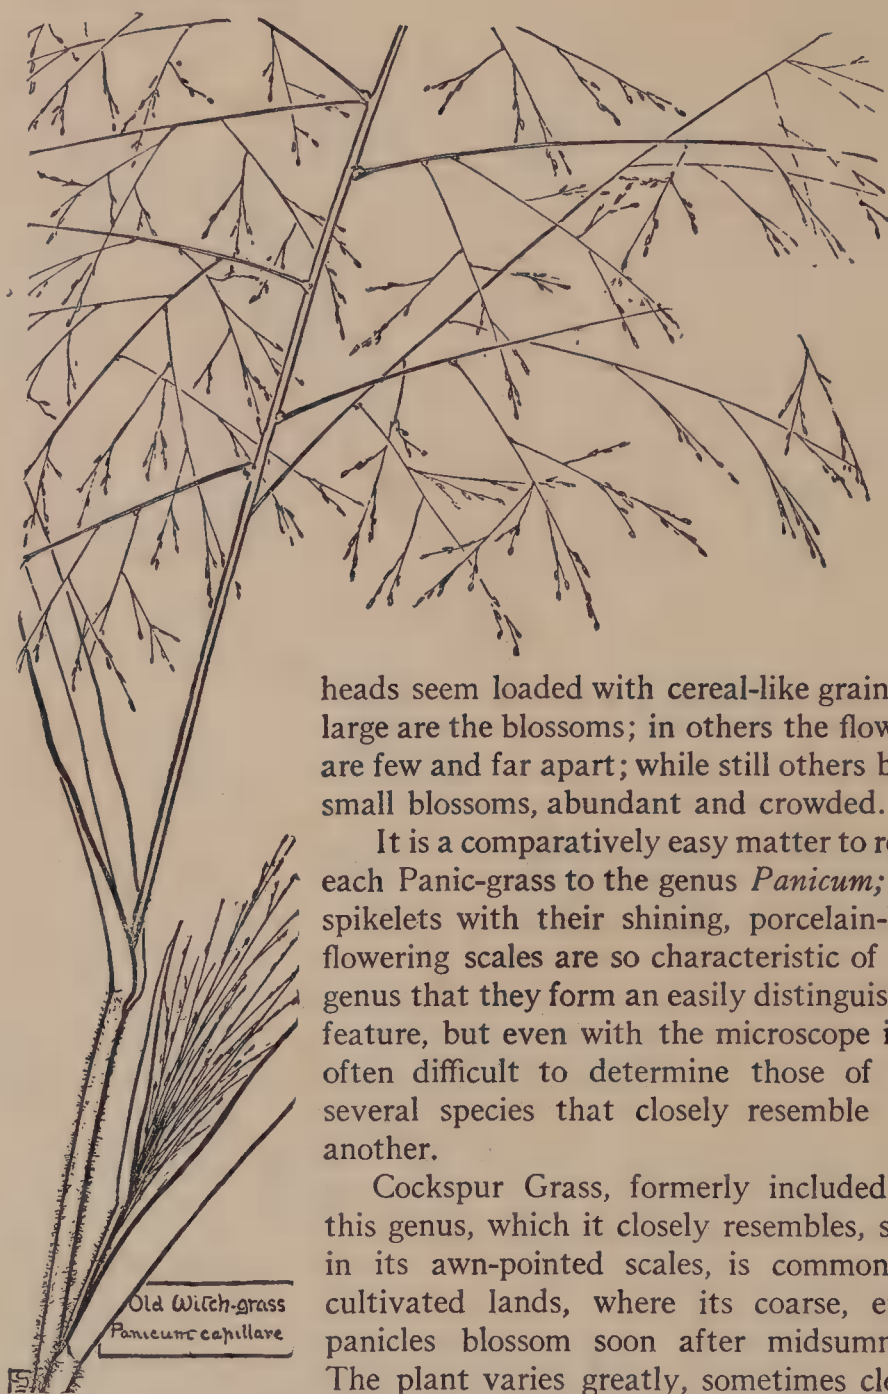 heads seem loaded with cereal-like grain
large are the blossoms; in others the flow
are few and far apart; while still others b
small blossoms, abundant and crowded.
It is a comparatively easy matter to re
each Panic-grass to the genus Panicum;
spikelets with their shining, porcelain-
flowering scales are so characteristic of
genus that they form an easily distinguis
feature, but even with the microscope i
often difficult to determine those of
several species that closely resemble
another.
Cockspur Grass, formerly included
this genus, which it closely resembles, s
in its awn-pointed scales, is common
cultivated lands, where its coarse, e
panicles blossom soon after midsumm
The plant varies greatly, sometimes cl
Old Witch-grass
Panicum capillare